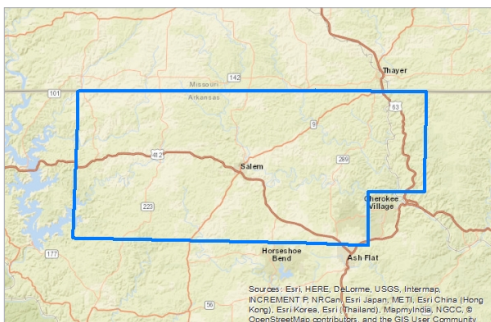 Thayer
142
Missouri
Arkansas
101
63
9
412
289
Salem
Cherokee
Village
223
Horseshoe
Bend
Ash Flat
177
56
Sources: Esri, HERE, DeLorme, USGS, Intermap,
INCREMENT P, NRCan, Esri Japan, METI, Esri China (Hong
Kong), Esri Korea, Esri (Thailand), MapmyIndia, NGCC, ©
OpenStreetMap contributors, and the GIS User Community